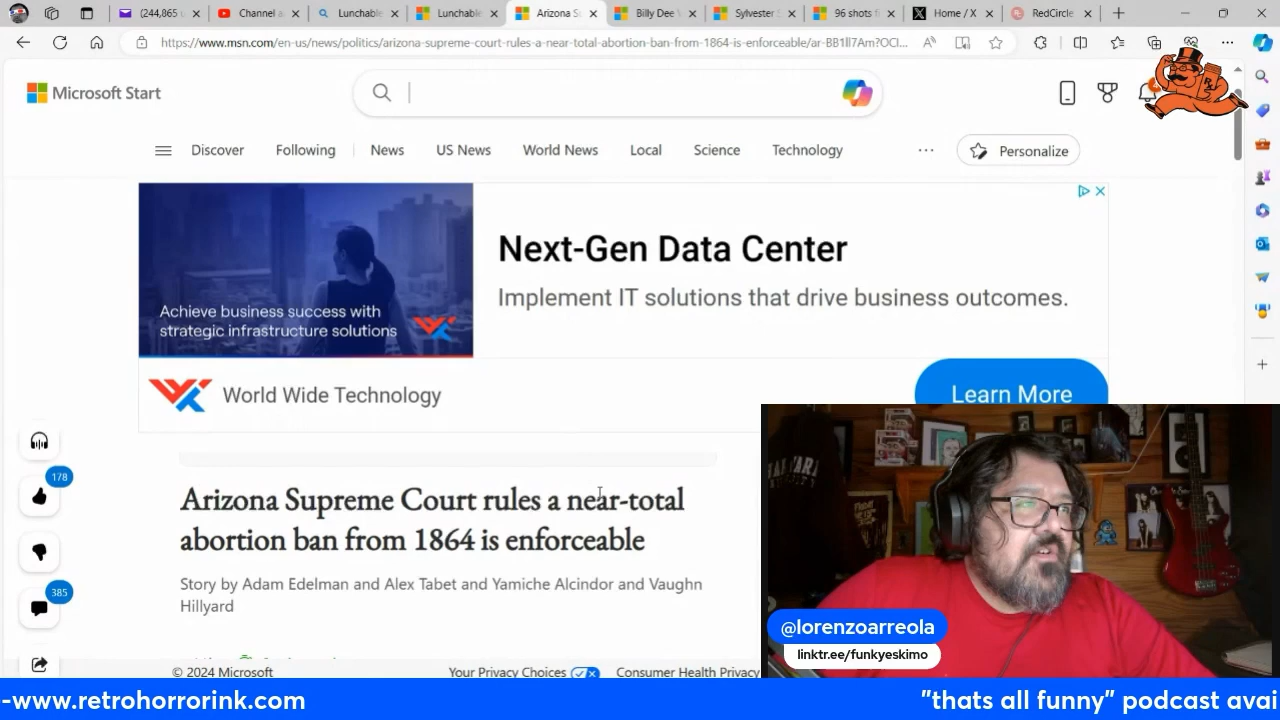 (244,865 u
Channel a
Lunchable
Lunchable
Arizona S
Billy Dee
Sylvester
96 shots fi
Home / X
RedCircle
https://www.msn.com/en-us/news/politics/arizona-supreme-court-rules-a-near-total-abortion-ban-from-1864-is-enforceable/ar-BB1ll7Am?OCI...
Microsoft Start
Discover
Following
News
US News
World News
Local
Science
Technology
Personalize
Achieve business success with
strategic infrastructure solutions
Next-Gen Data Center
Implement IT solutions that drive business outcomes.
World Wide Technology
Learn More
178
385
Arizona Supreme Court rules a near-total
abortion ban from 1864 is enforceable
Story by Adam Edelman and Alex Tabet and Yamiche Alcindor and Vaughn
Hillyard
© 2024 Microsoft
Your Privacy Choices
Consumer Health Privacy
@lorenzoarreola
linktr.ee/funkyeskimo
-www.retrohorrorink.com
"thats all funny" podcast avai